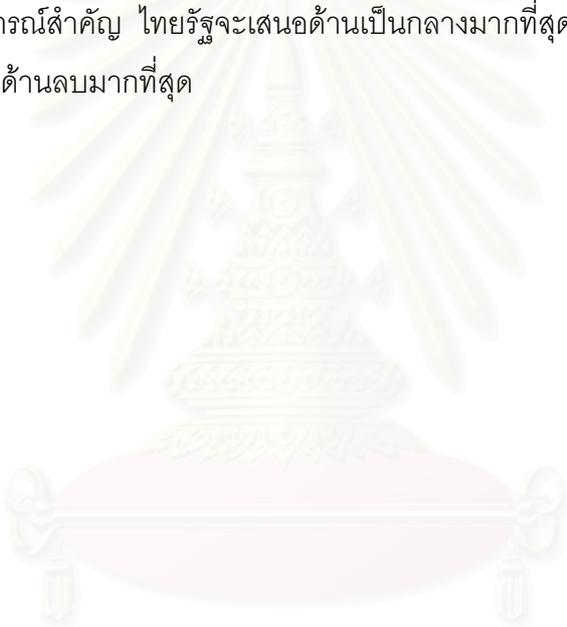 ารณ์สำคัญ ไทยรัฐจะเสนอด้านเป็นกลางมากที่สุด
ด้านลบมากที่สุด